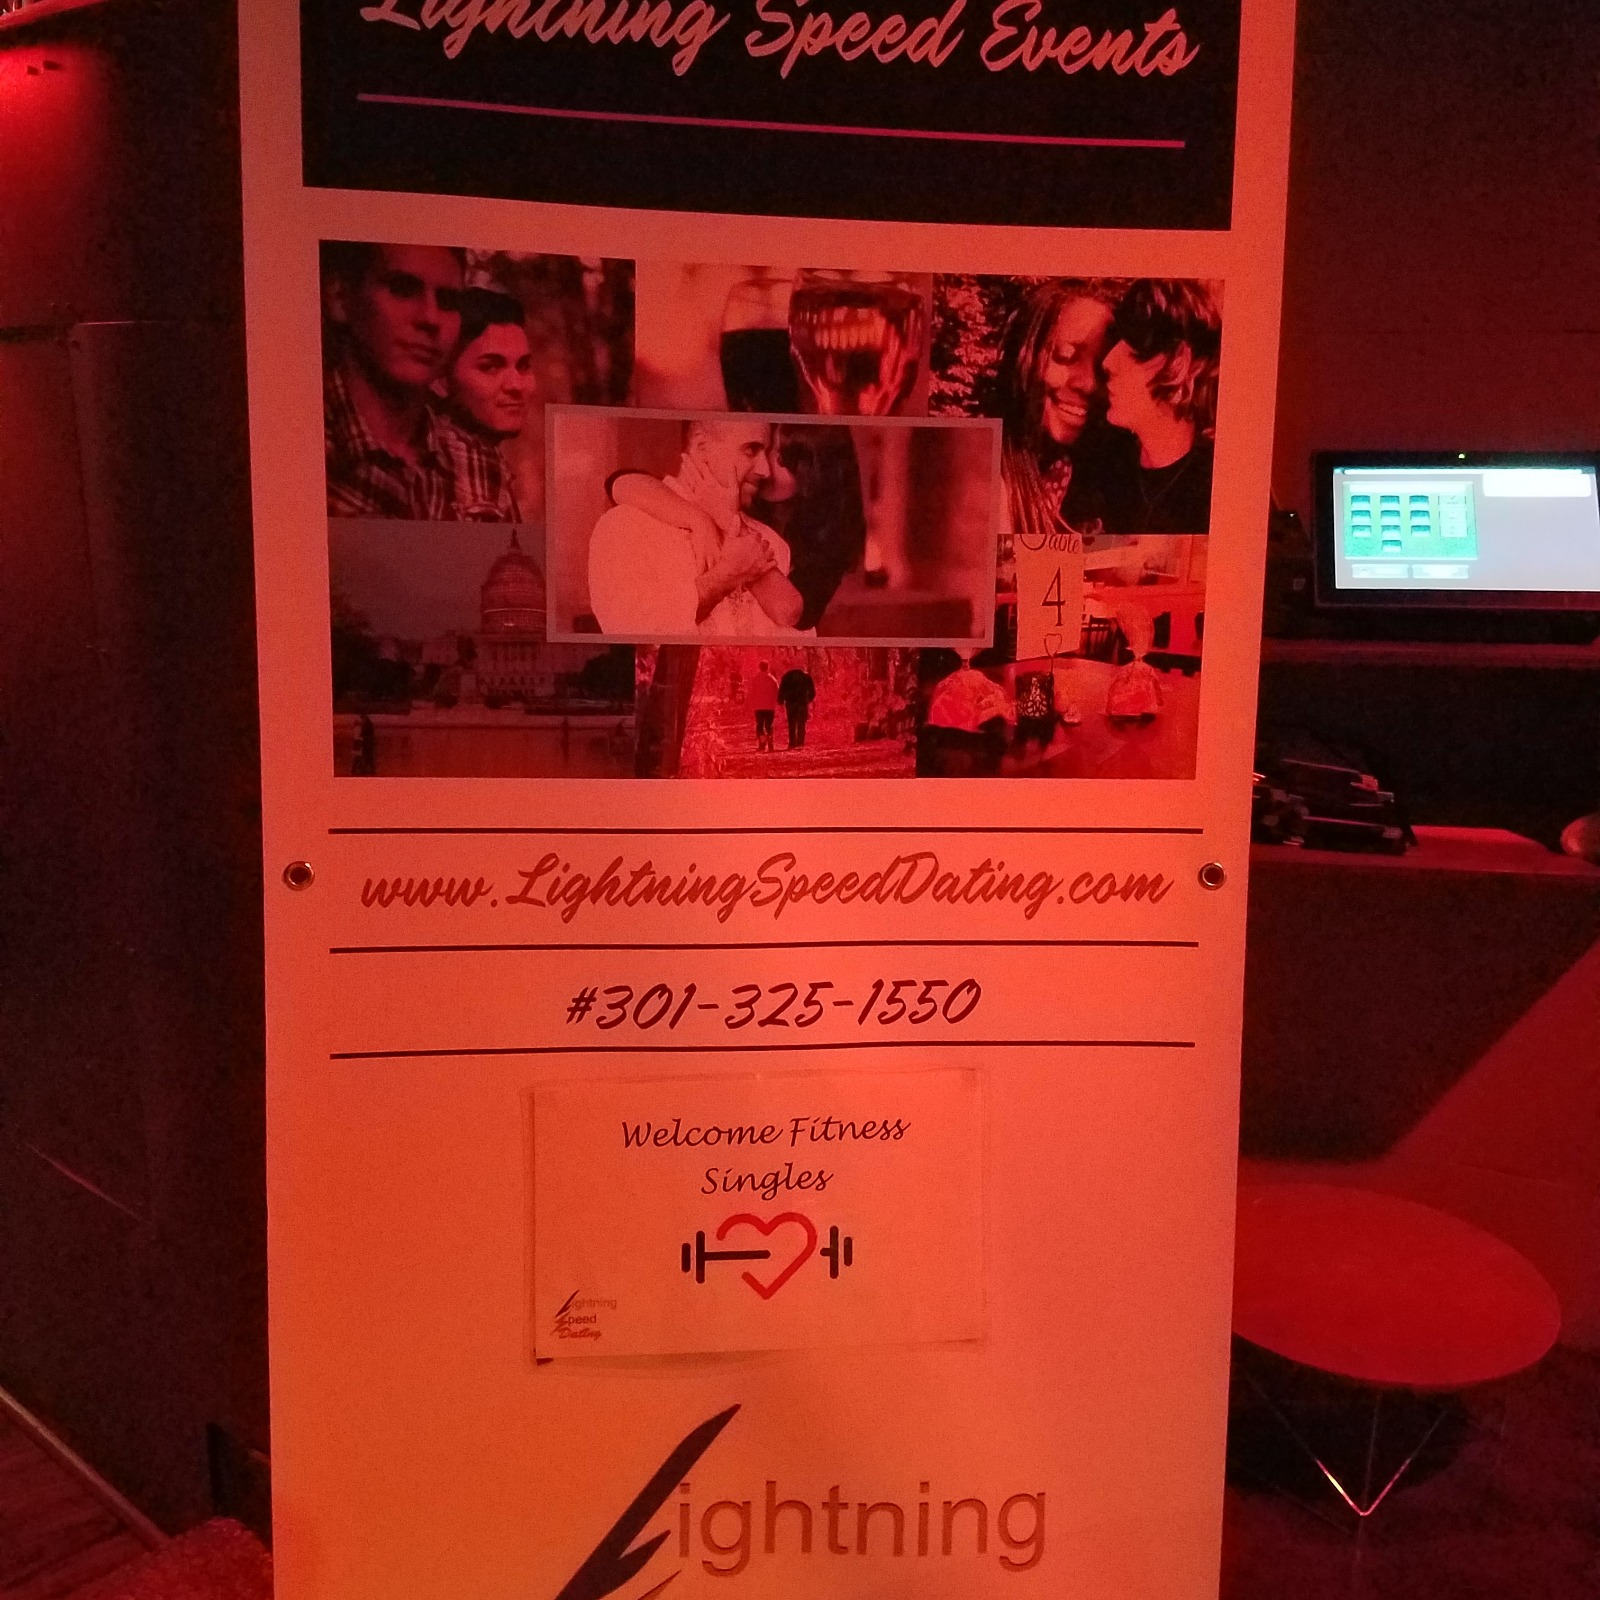 Lightning Speed Events
Table
4
www.LightningSpeedDating.com
#301-325-1550
Welcome Fitness
Singles
Lightning
Speed
Dating
Lightning